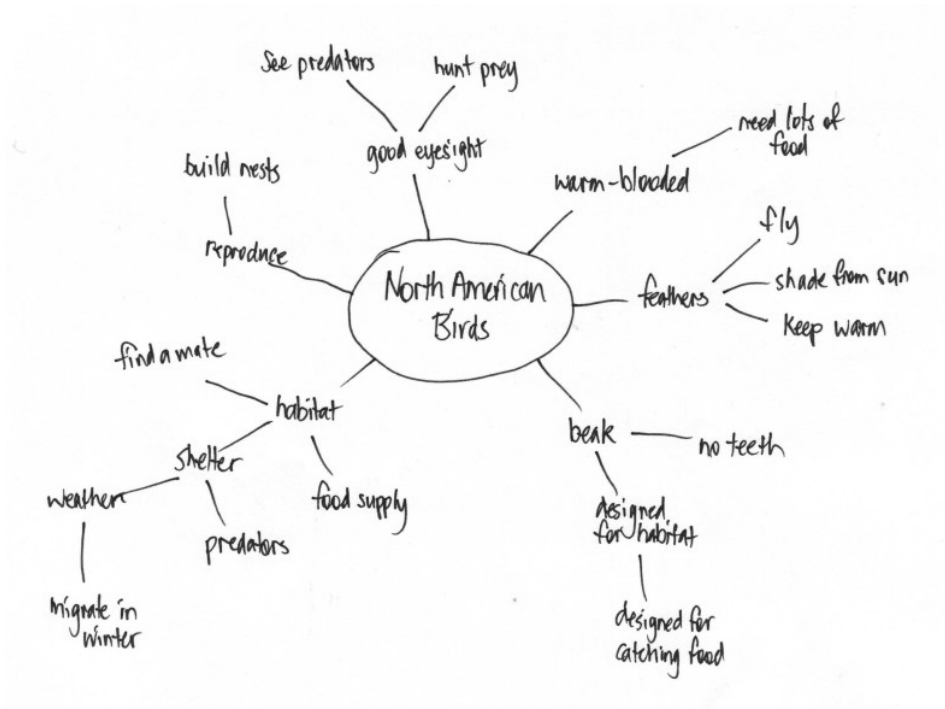 See predators
hunt prey
good eyesight
build nests
reproduce
warm-blooded
need lots of
food
North American
Birds
feathers
fly
shade from sun
keep warm
find a mate
habitat
shelter
weather
predators
food supply
migrate in
winter
beak
no teeth
designed
for habitat
designed for
catching food